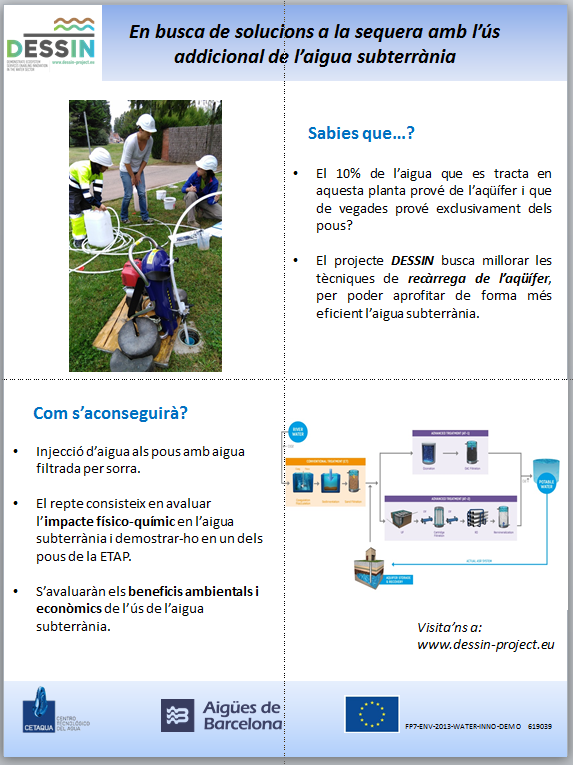 DESSIN
www.dessin-project.eu
En busca de solucions a la sequera amb l'ús
addicional de l'aigua subterrània
Sabies que...?
• El 10% de l'aigua que es tracta en
aquesta planta prové de l'aqüífer i que
de vegades prové exclusivament dels
pous?
• El projecte DESSIN busca millorar les
tècniques de recàrrega de l'aqüífer,
per poder aprofitar de forma més
eficient l'aigua subterrània.
Com s'aconseguirà?
• Injecció d'aigua als pous amb aigua
filtrada per sorra.
• El repte consisteix en avaluar
l'impacte físico-químic en l'aigua
subterrània i demostrar-ho en un dels
pous de la ETAP.
• S'avaluaràn els beneficis ambientals i
econòmics de l'ús de l'aigua
subterrània.
RIVER
WATER
POTABLE
WATER
AQUIFER STORAGE
& RECOVERY
Visita'ns a:
www.dessin-project.eu
CETAQUA
CENTRO
TECNOLÓGICO
DEL AGUA
Aigües de
Barcelona
FP7-ENV-2013-WATER-INNO-DEMO 619039